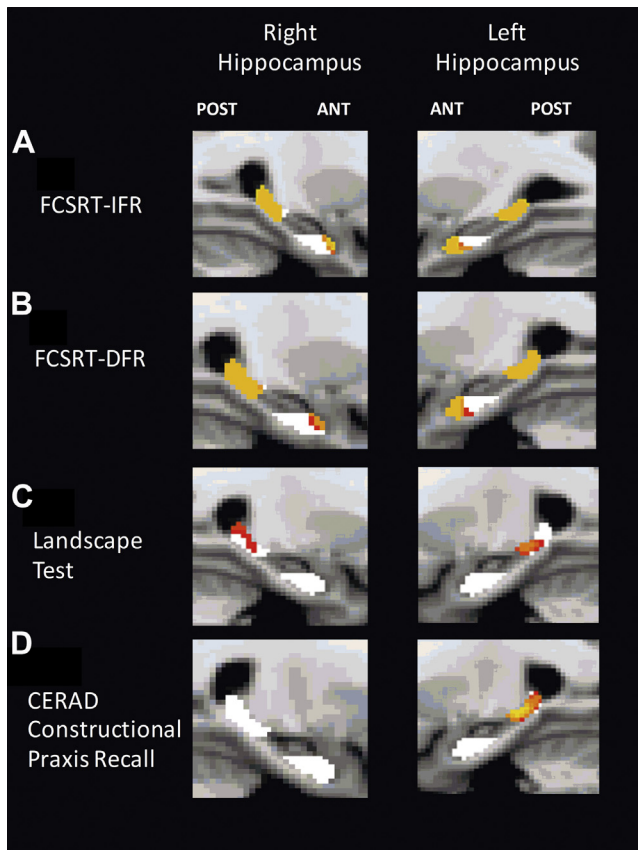 Right
Hippocampus
Left
Hippocampus
POST
ANT
ANT
POST
A
FCSRT-IFR
B
FCSRT-DFR
C
Landscape
Test
D
CERAD
Constructional
Praxis Recall